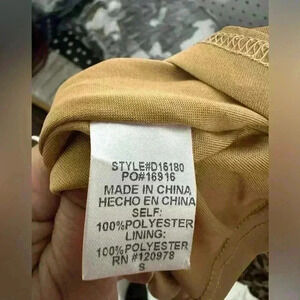 STYLE#D16180
PO#16916
MADE IN CHINA
HECHO EN CHINA
SELF:
100%POLYESTER
LINING:
100%POLYESTER
RN #120978
S